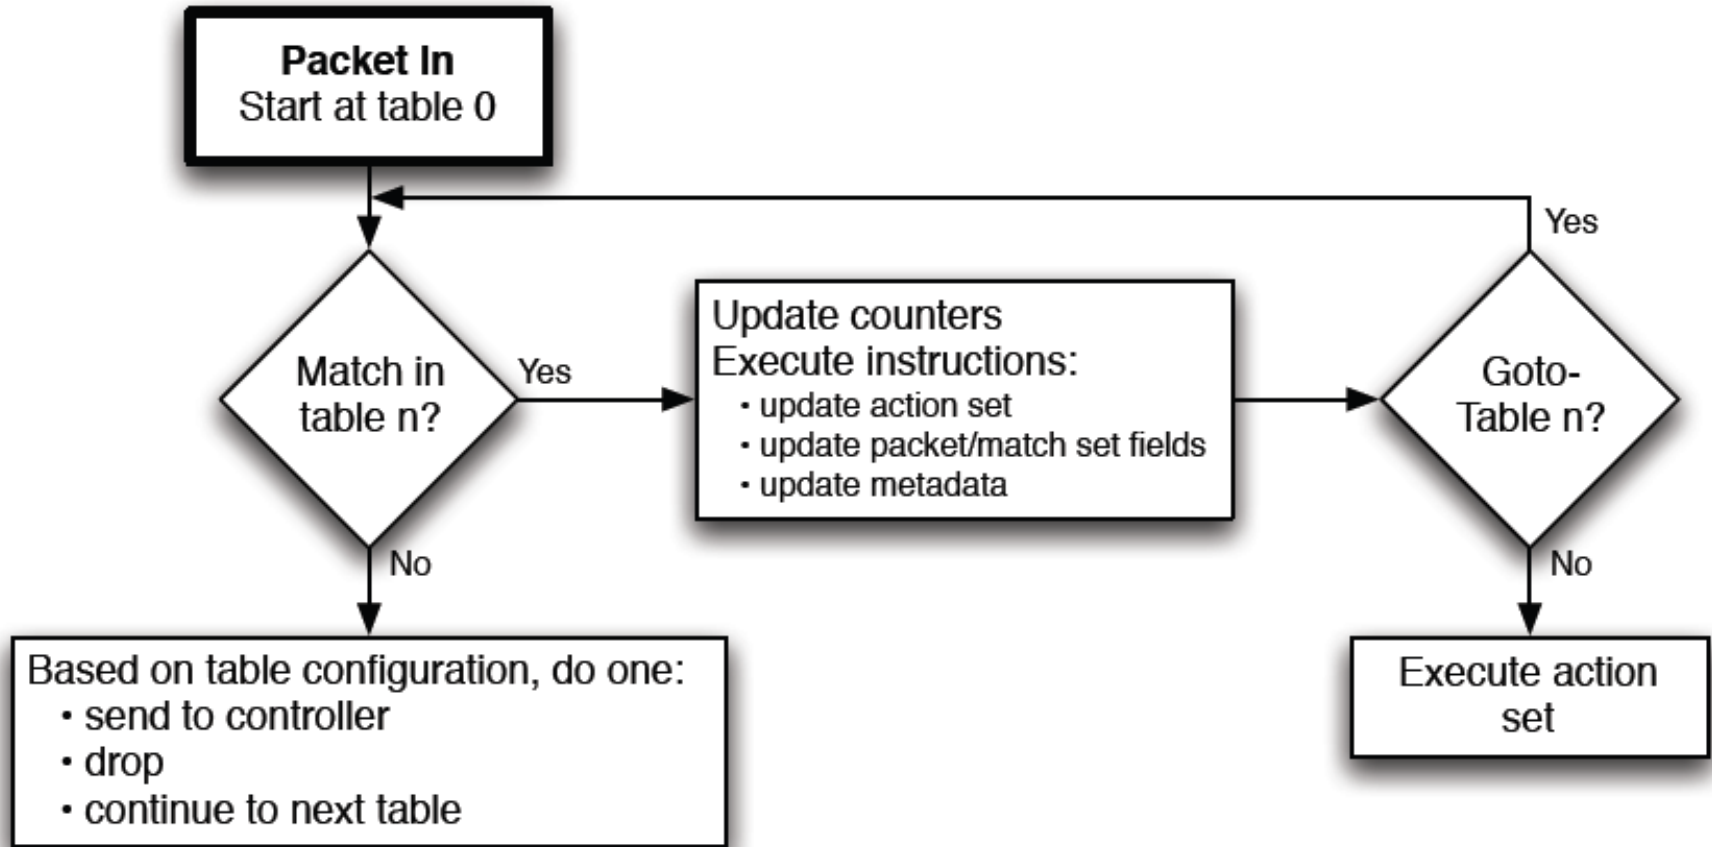 Packet In
Start at table 0
Yes
Match in
table n?
Yes
Update counters
Execute instructions:
• update action set
• update packet/match set fields
• update metadata
Goto-
Table n?
No
No
Based on table configuration, do one:
• send to controller
• drop
• continue to next table
Execute action
set